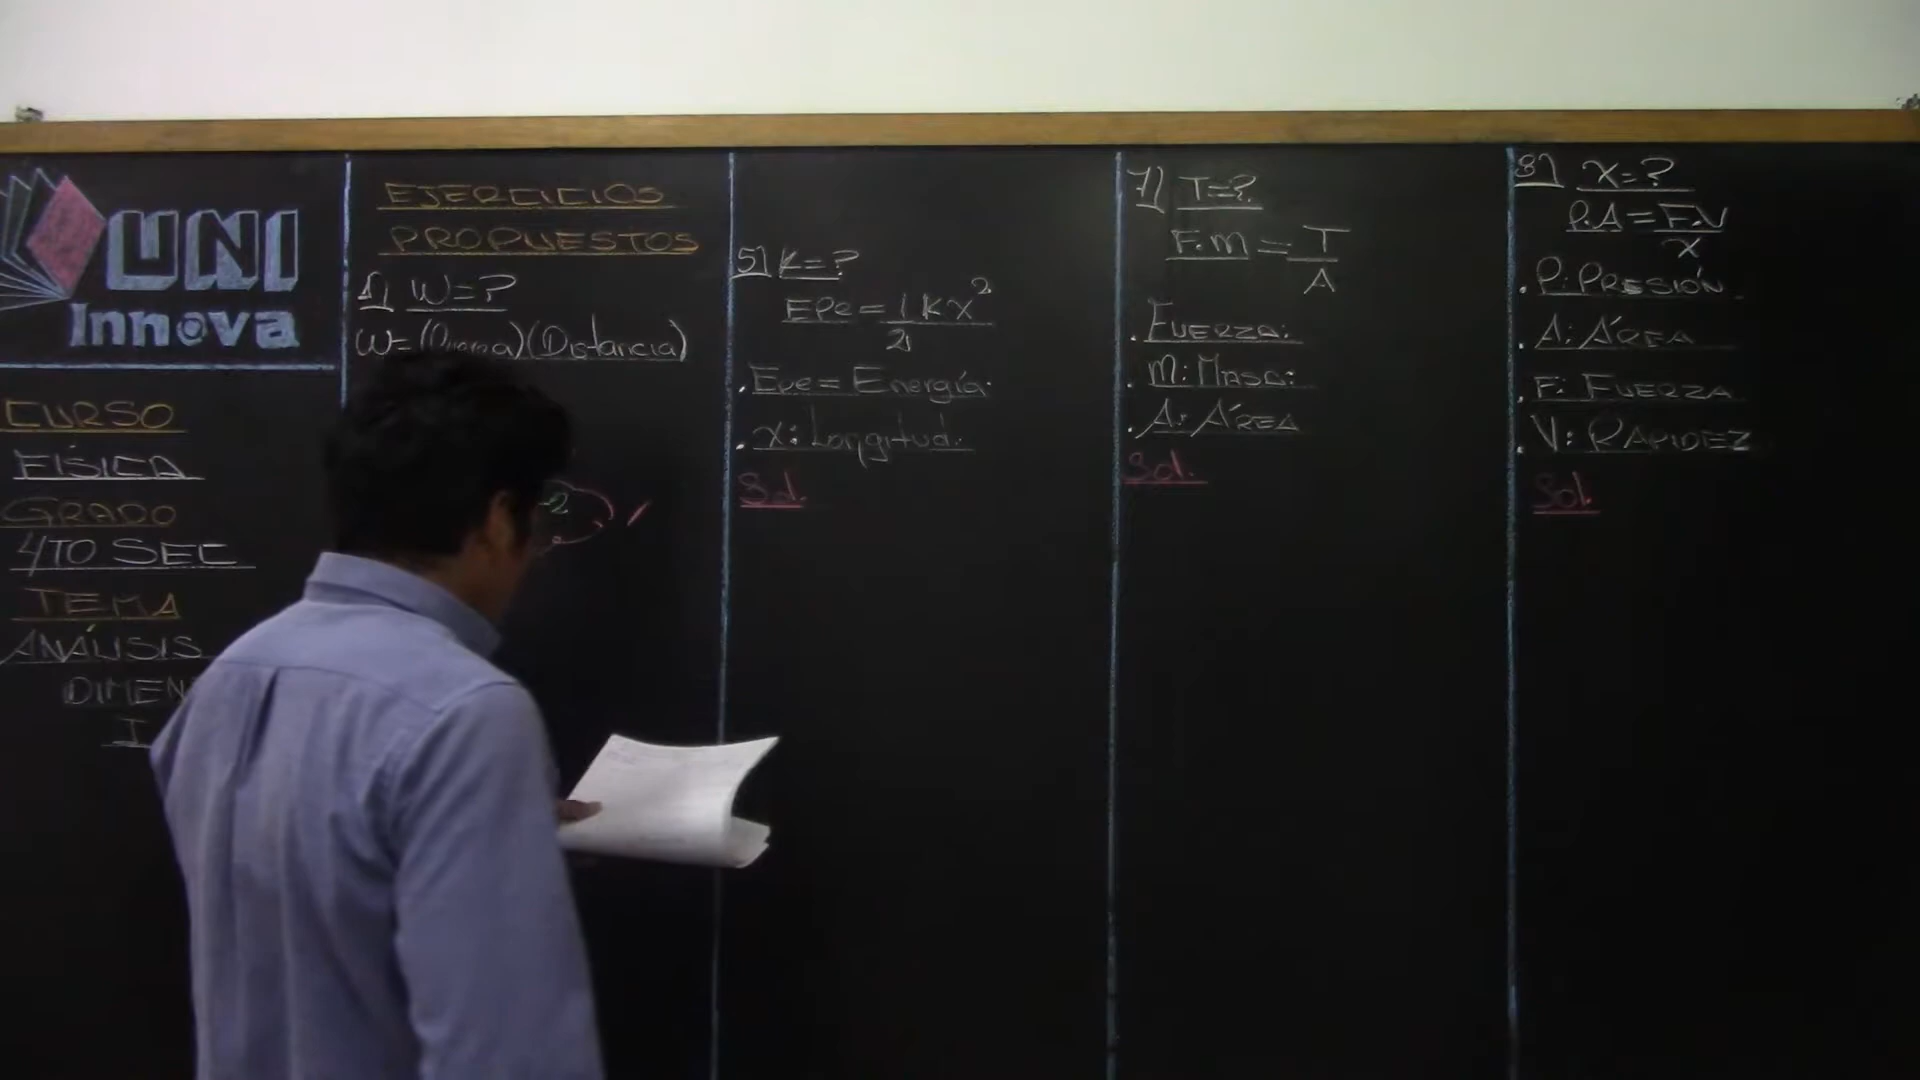 UNI
Innova
CURSO
FÍSICA
GRADO
4TO SEC
TEMA
ANÁLISIS
DIMEN
I
EJERCICIOS
PROPUESTOS
1) W=?
W=( )(Distancia)
-2
5) K=?
EPe = 1 K x²
2
. EPe = Energía.
. x: Longitud.
Sol.
7) T=?
F.m = T
A
. Fuerza:
. m: Masa:
. A: ÁREA
Sol.
8) X=?
P.A = F.V
X
. P: PRESIÓN
. A: ÁREA
. F: FUERZA
. V: RAPIDEZ
Sol.